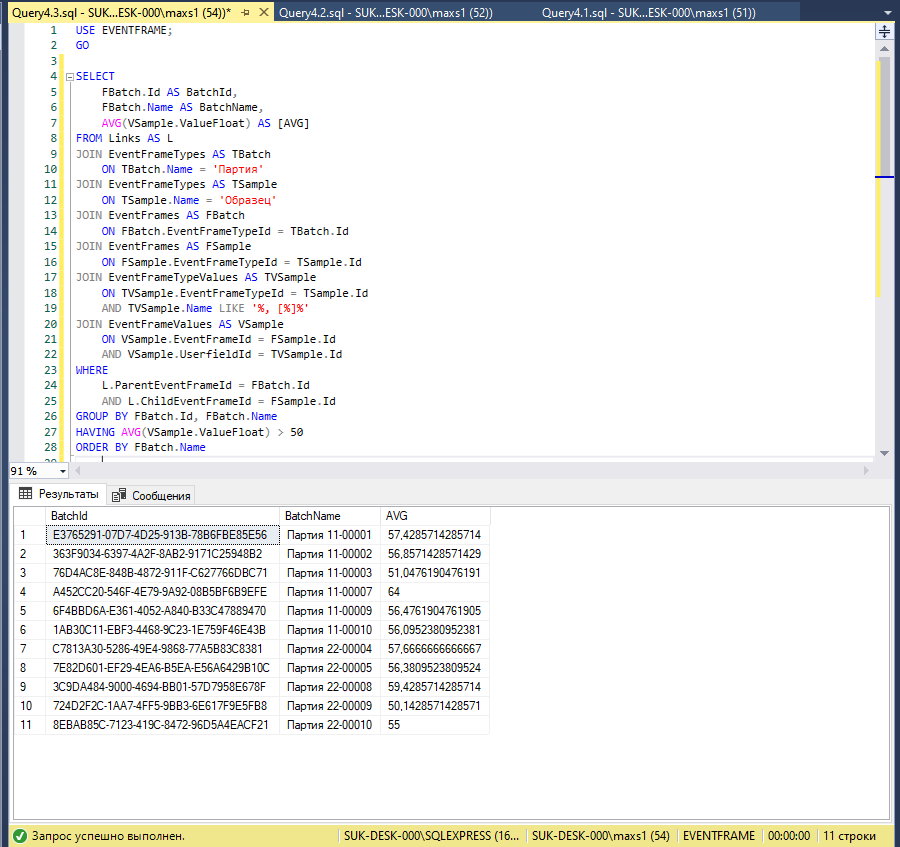 Query4.3.sql - SUK...ESK-000\maxs1 (54))* Query4.2.sql - SUK...ESK-000\maxs1 (52)) Query4.1.sql - SUK...ESK-000\maxs1 (51))
1 USE EVENTFRAME;
2 GO
3
4 SELECT
5 FBatch.Id AS BatchId,
6 FBatch.Name AS BatchName,
7 AVG(VSample.ValueFloat) AS [AVG]
8 FROM Links AS L
9 JOIN EventFrameTypes AS TBatch
10 ON TBatch.Name = 'Партия'
11 JOIN EventFrameTypes AS TSample
12 ON TSample.Name = 'Образец'
13 JOIN EventFrames AS FBatch
14 ON FBatch.EventFrameTypeId = TBatch.Id
15 JOIN EventFrames AS FSample
16 ON FSample.EventFrameTypeId = TSample.Id
17 JOIN EventFrameTypeValues AS TVSample
18 ON TVSample.EventFrameTypeId = TSample.Id
19 AND TVSample.Name LIKE '%, [%]%'
20 JOIN EventFrameValues AS VSample
21 ON VSample.EventFrameId = FSample.Id
22 AND VSample.UserfieldId = TVSample.Id
23 WHERE
24 L.ParentEventFrameId = FBatch.Id
25 AND L.ChildEventFrameId = FSample.Id
26 GROUP BY FBatch.Id, FBatch.Name
27 HAVING AVG(VSample.ValueFloat) > 50
28 ORDER BY FBatch.Name
91 %
Результаты Сообщения
BatchId BatchName AVG
1 E3765291-07D7-4D25-913B-78B6FBE85E56 Партия 11-00001 57,4285714285714
2 363F9034-6397-4A2F-8AB2-9171C25948B2 Партия 11-00002 56,8571428571429
3 76D4AC8E-848B-4872-911F-C627766DBC71 Партия 11-00003 51,0476190476191
4 A452CC20-546F-4E79-9A92-08B5BF6B9EFE Партия 11-00007 64
5 6F4BBD6A-E361-4052-A840-B33C47889470 Партия 11-00009 56,4761904761905
6 1AB30C11-EBF3-4468-9C23-1E759F46E43B Партия 11-00010 56,0952380952381
7 C7813A30-5286-49E4-9868-77A5B83C8381 Партия 22-00004 57,6666666666667
8 7E82D601-EF29-4EA6-B5EA-E56A6429B10C Партия 22-00005 56,3809523809524
9 3C9DA484-9000-4694-BB01-57D7958E678F Партия 22-00008 59,4285714285714
10 724D2F2C-1AA7-4FF5-9BB3-6E617F9E5FB8 Партия 22-00009 50,1428571428571
11 8EBAB85C-7123-419C-8472-96D5A4EACF21 Партия 22-00010 55
Запрос успешно выполнен. SUK-DESK-000\SQLEXPRESS (16... SUK-DESK-000\maxs1 (54) EVENTFRAME 00:00:00 11 строки